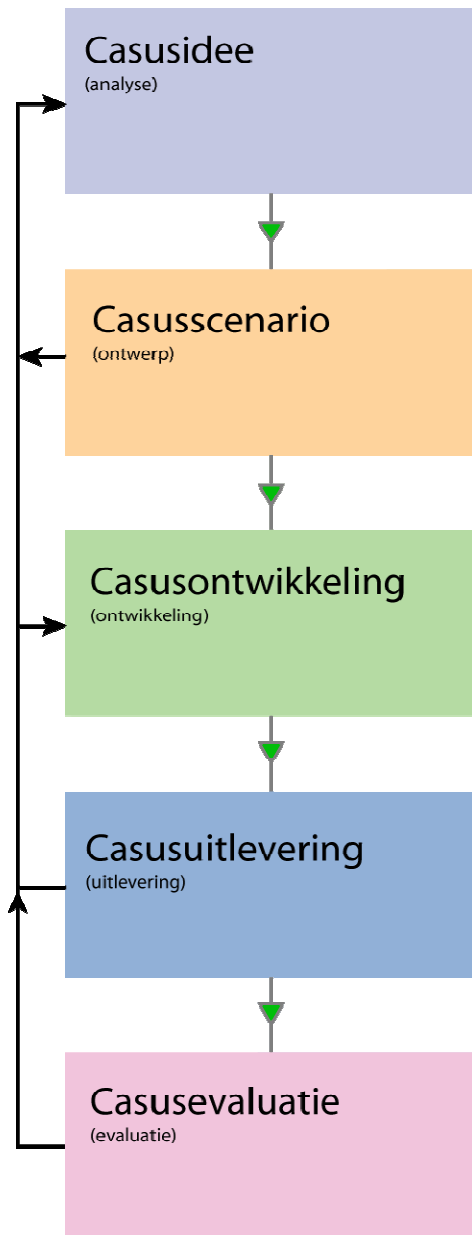 Casusidee
(analyse)
Casusscenario
(ontwerp)
Casusontwikkeling
(ontwikkeling)
Casusuitlevering
(uitlevering)
Casusevaluatie
(evaluatie)